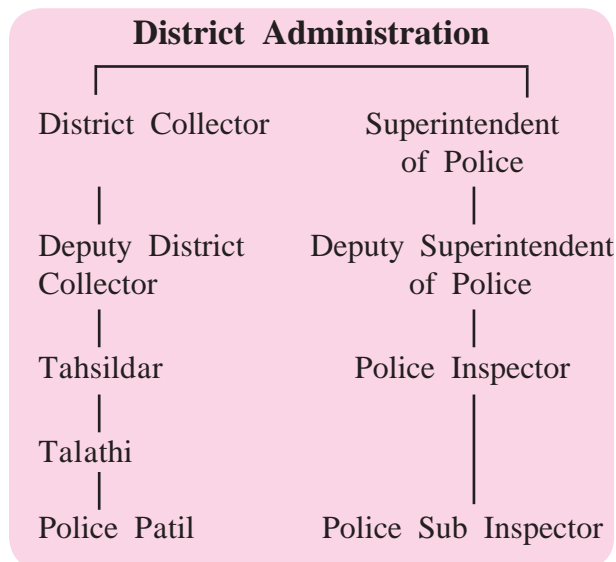 District Administration
District Collector
Deputy District
Collector
Tahsildar
Talathi
Police Patil
Superintendent
of Police
Deputy Superintendent
of Police
Police Inspector
Police Sub Inspector